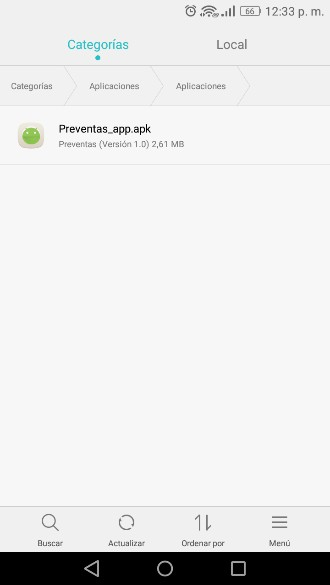 66 12:33 p. m.
Categorías Local
Categorías Aplicaciones Aplicaciones
Preventas_app.apk
Preventas (Versión 1.0) 2,61 MB
Buscar Actualizar Ordenar por Menú